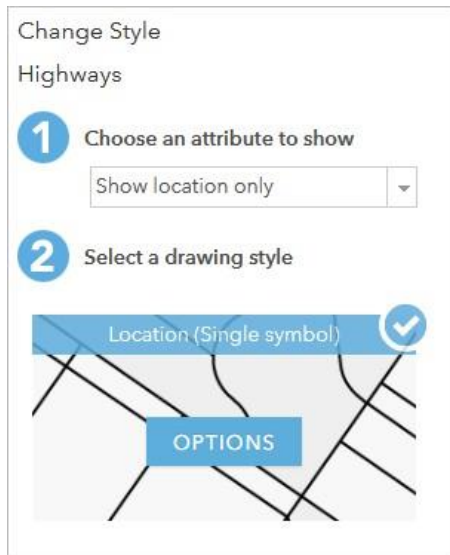 Change Style
Highways
1 Choose an attribute to show
Show location only
2 Select a drawing style
Location (Single symbol)
OPTIONS